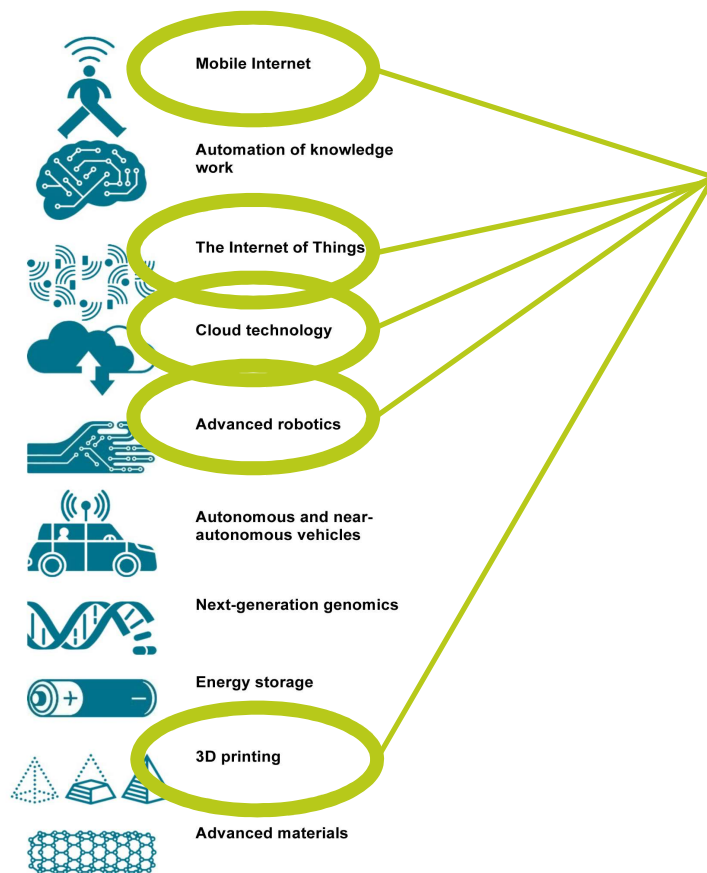 Mobile Internet
Automation of knowledge
work
The Internet of Things
Cloud technology
Advanced robotics
Autonomous and near-
autonomous vehicles
Next-generation genomics
Energy storage
3D printing
Advanced materials